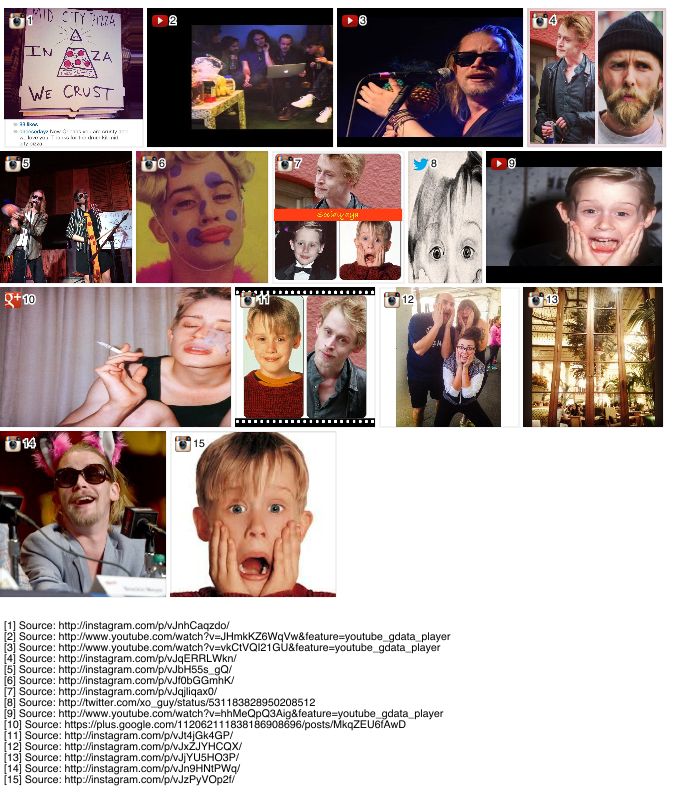 1
MID CITY PIZZA
IN ZA
WE CRUST
2
3
4
5
6
7
8
9
g+ 10
11
12
13
14
15
[1] Source: http://instagram.com/p/vJnhCaqzdo/
[2] Source: http://www.youtube.com/watch?v=JHmkKZ6WqVw&feature=youtube_gdata_player
[3] Source: http://www.youtube.com/watch?v=vkCtVQI21GU&feature=youtube_gdata_player
[4] Source: http://instagram.com/p/vJqERRLWkn/
[5] Source: http://instagram.com/p/vJbH55s_gQ/
[6] Source: http://instagram.com/p/vJf0bGGmhK/
[7] Source: http://instagram.com/p/vJqjliqax0/
[8] Source: http://twitter.com/xo_guy/status/531183828950208512
[9] Source: http://www.youtube.com/watch?v=hhMeQpQ3Aig&feature=youtube_gdata_player
[10] Source: https://plus.google.com/112062111838186908696/posts/MkqZEU6fAwD
[11] Source: http://instagram.com/p/vJt4jGk4GP/
[12] Source: http://instagram.com/p/vJxZJYHCQX/
[13] Source: http://instagram.com/p/vJjYU5HO3P/
[14] Source: http://instagram.com/p/vJn9HNtPWq/
[15] Source: http://instagram.com/p/vJzPyVOp2f/